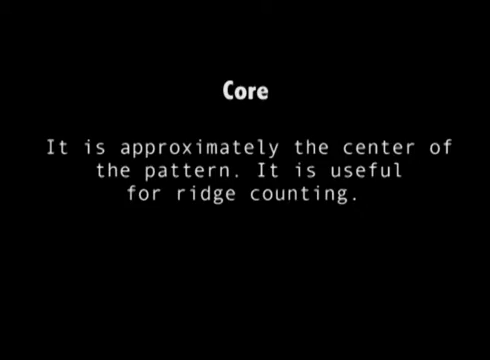 Core
It is approximately the center of
the pattern. It is useful
for ridge counting.